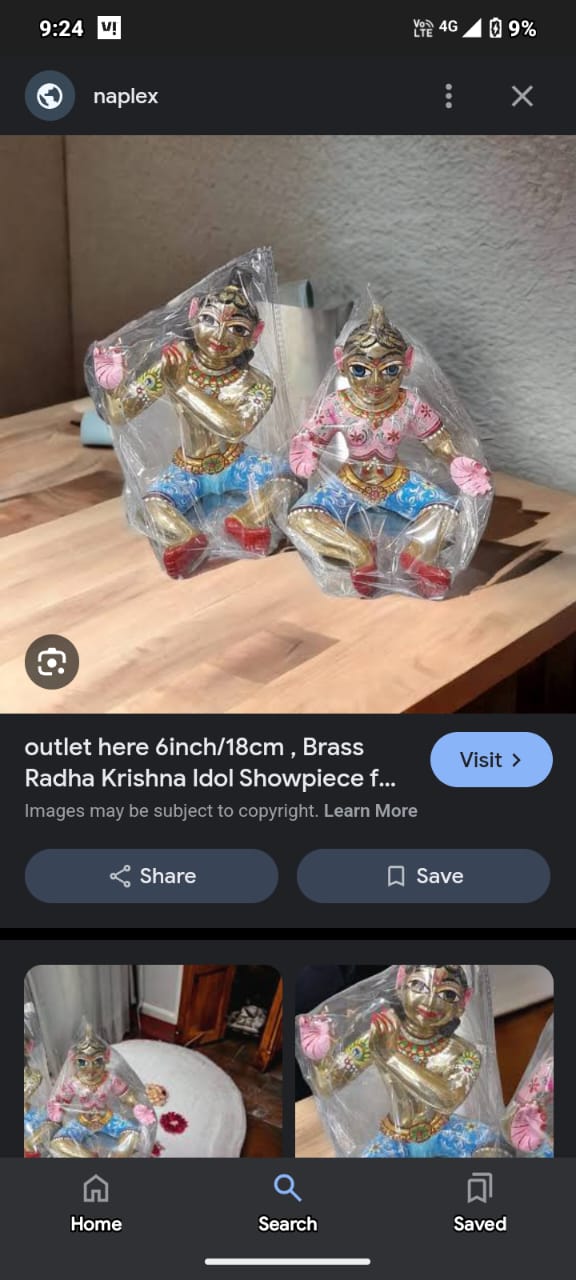 9:24 V!
Vo)) LTE 4G 9%
naplex
outlet here 6inch/18cm , Brass
Radha Krishna Idol Showpiece f...
Visit
Images may be subject to copyright. Learn More
Share
Save
Home
Search
Saved